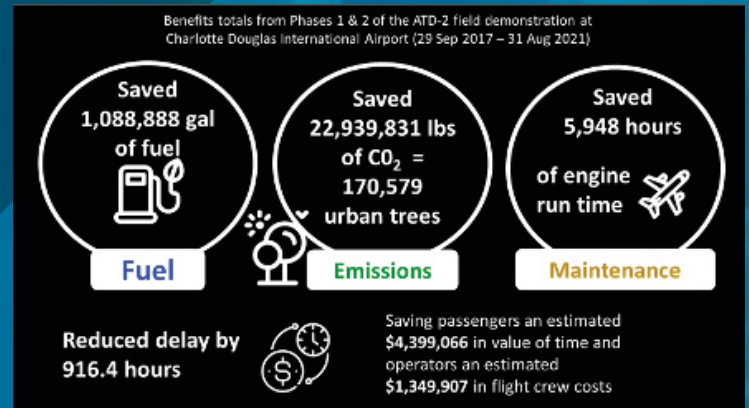 Benefits totals from Phases 1 & 2 of the ATD-2 field demonstration at
Charlotte Douglas International Airport (29 Sep 2017 – 31 Aug 2021)
Saved
1,088,888 gal
of fuel
Fuel
Saved
22,939,831 lbs
of CO₂ =
170,579
urban trees
Emissions
Saved
5,948 hours
of engine
run time
Maintenance
Reduced delay by
916.4 hours
$
Saving passengers an estimated
$4,399,066 in value of time and
operators an estimated
$1,349,907 in flight crew costs